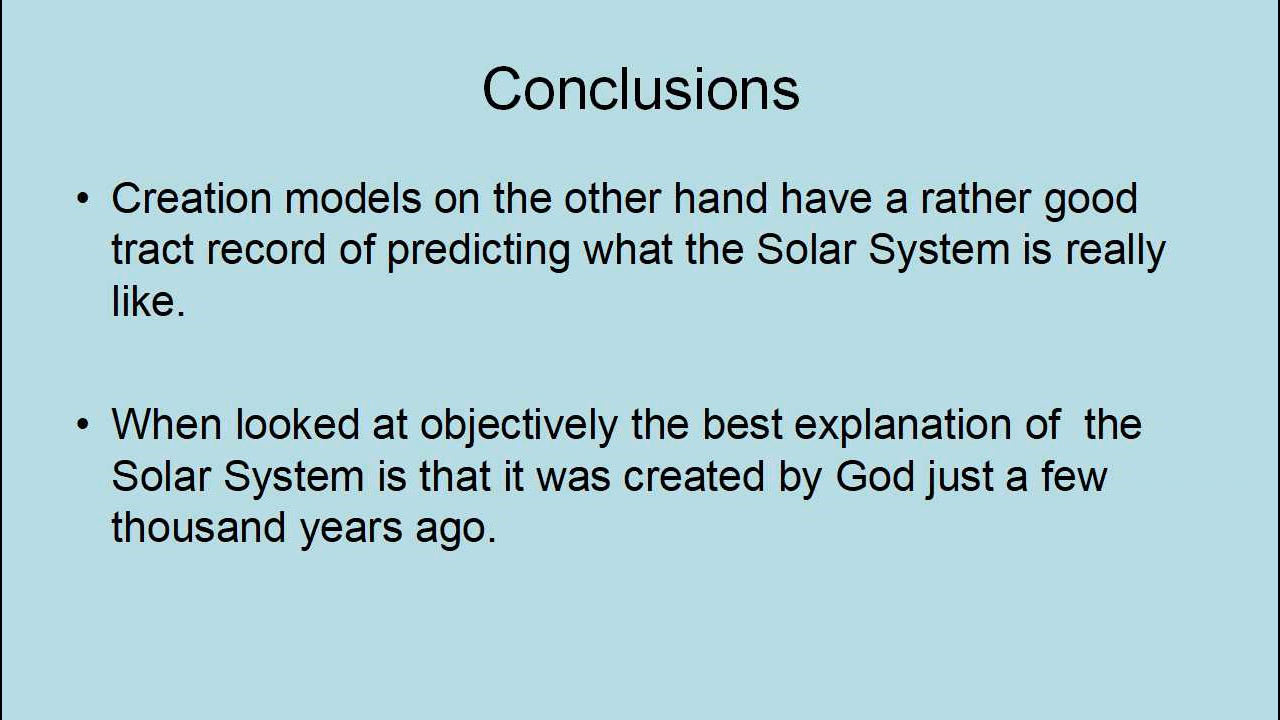 Conclusions
• Creation models on the other hand have a rather good
tract record of predicting what the Solar System is really
like.
• When looked at objectively the best explanation of  the
Solar System is that it was created by God just a few
thousand years ago.